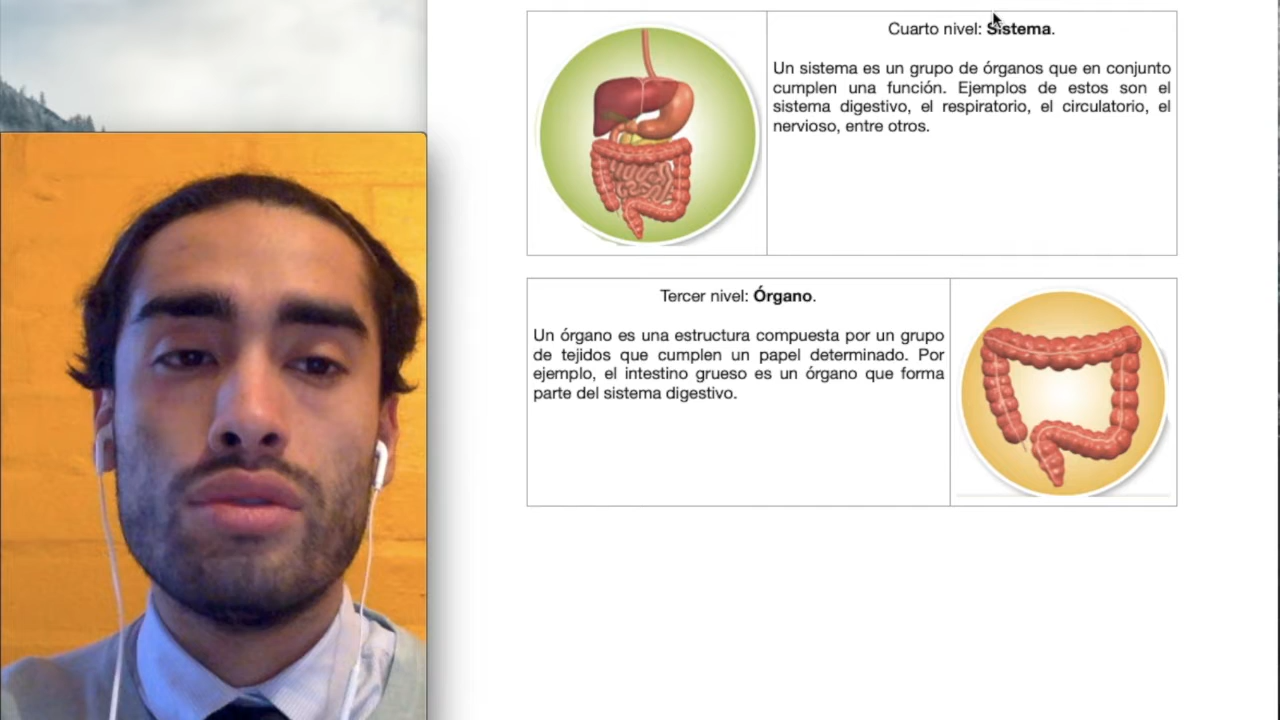 Cuarto nivel: Sistema.
Un sistema es un grupo de órganos que en conjunto
cumplen una función. Ejemplos de estos son el
sistema digestivo, el respiratorio, el circulatorio, el
nervioso, entre otros.
Tercer nivel: Órgano.
Un órgano es una estructura compuesta por un grupo
de tejidos que cumplen un papel determinado. Por
ejemplo, el intestino grueso es un órgano que forma
parte del sistema digestivo.